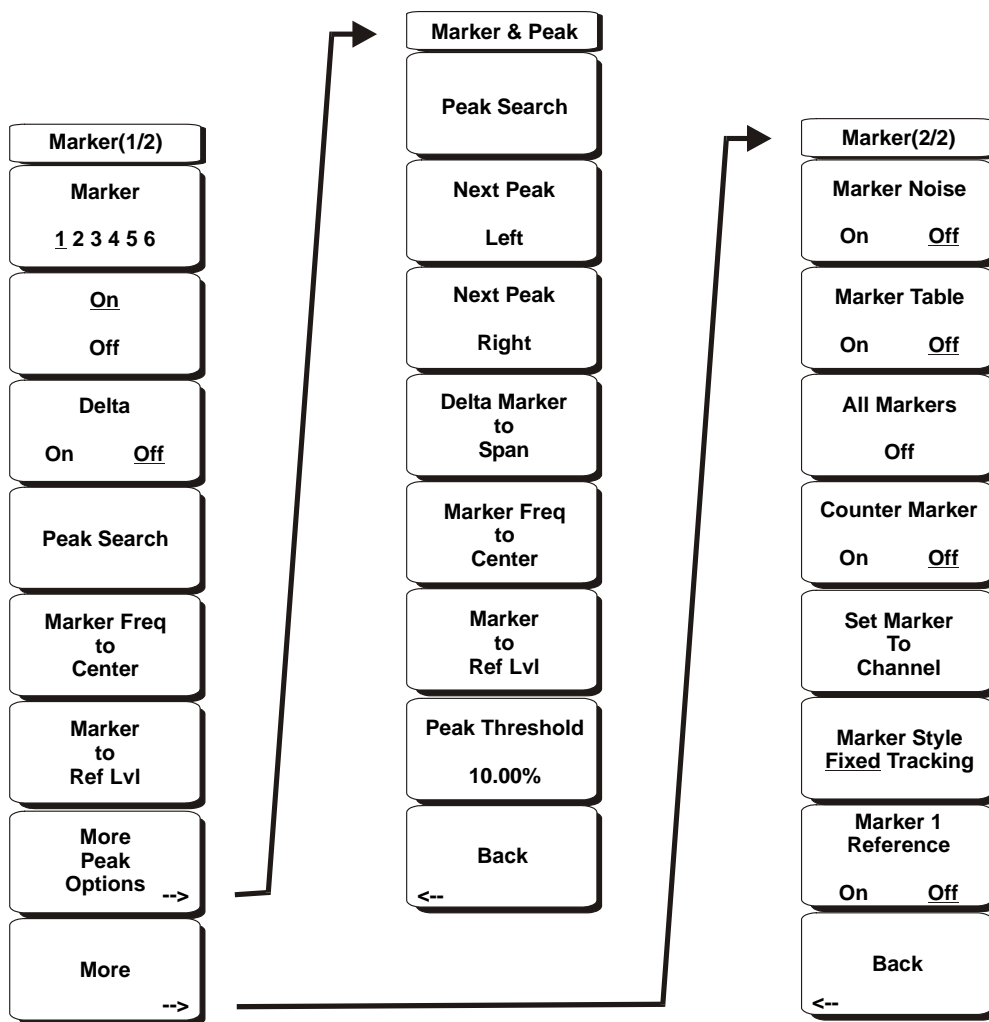 Marker(1/2)
Marker
1 2 3 4 5 6
On
Off
Delta
On Off
Peak Search
Marker Freq
to
Center
Marker
to
Ref Lvl
More
Peak
Options
-->
More
-->
Marker & Peak
Peak Search
Next Peak
Left
Next Peak
Right
Delta Marker
to
Span
Marker Freq
to
Center
Marker
to
Ref Lvl
Peak Threshold
10.00%
Back
<--
Marker(2/2)
Marker Noise
On Off
Marker Table
On Off
All Markers
Off
Counter Marker
On Off
Set Marker
To
Channel
Marker Style
Fixed Tracking
Marker 1
Reference
On Off
Back
<--